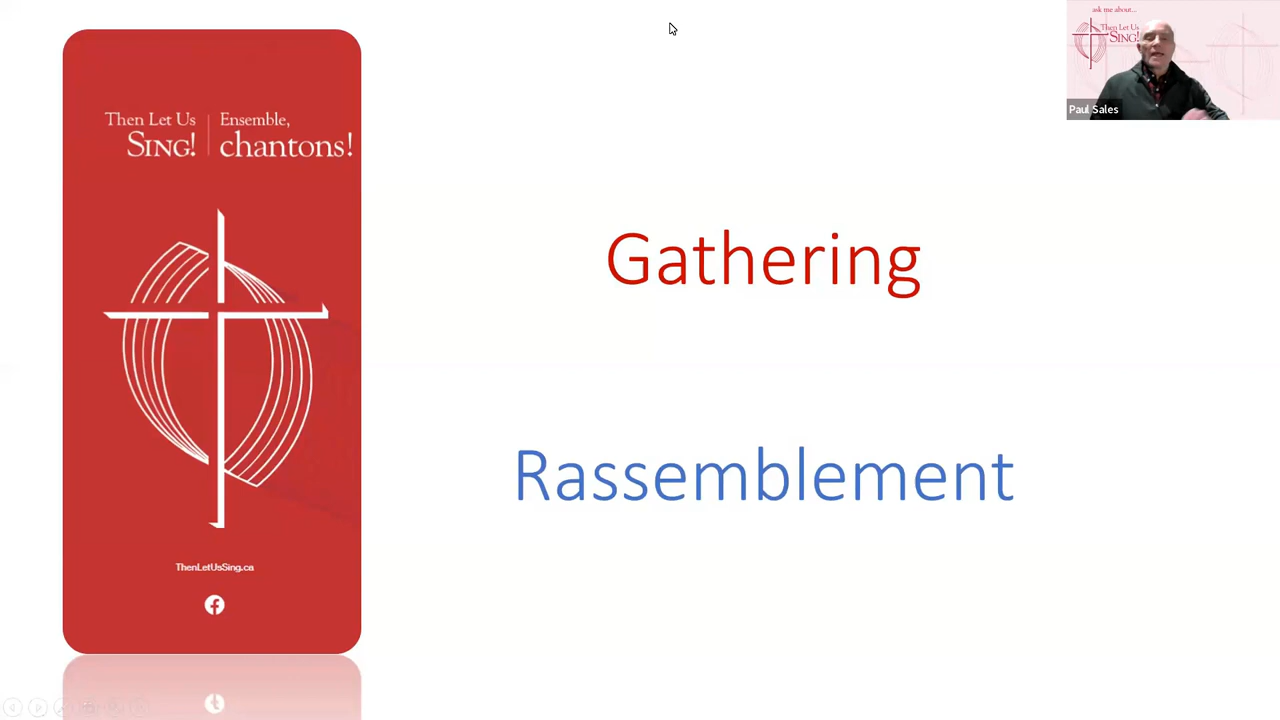 Then Let Us
SING!
Ensemble,
chantons!
ThenLetUsSing.ca
Gathering
Rassemblement
ask me about...
Then Let Us
SING!
Paul Sales